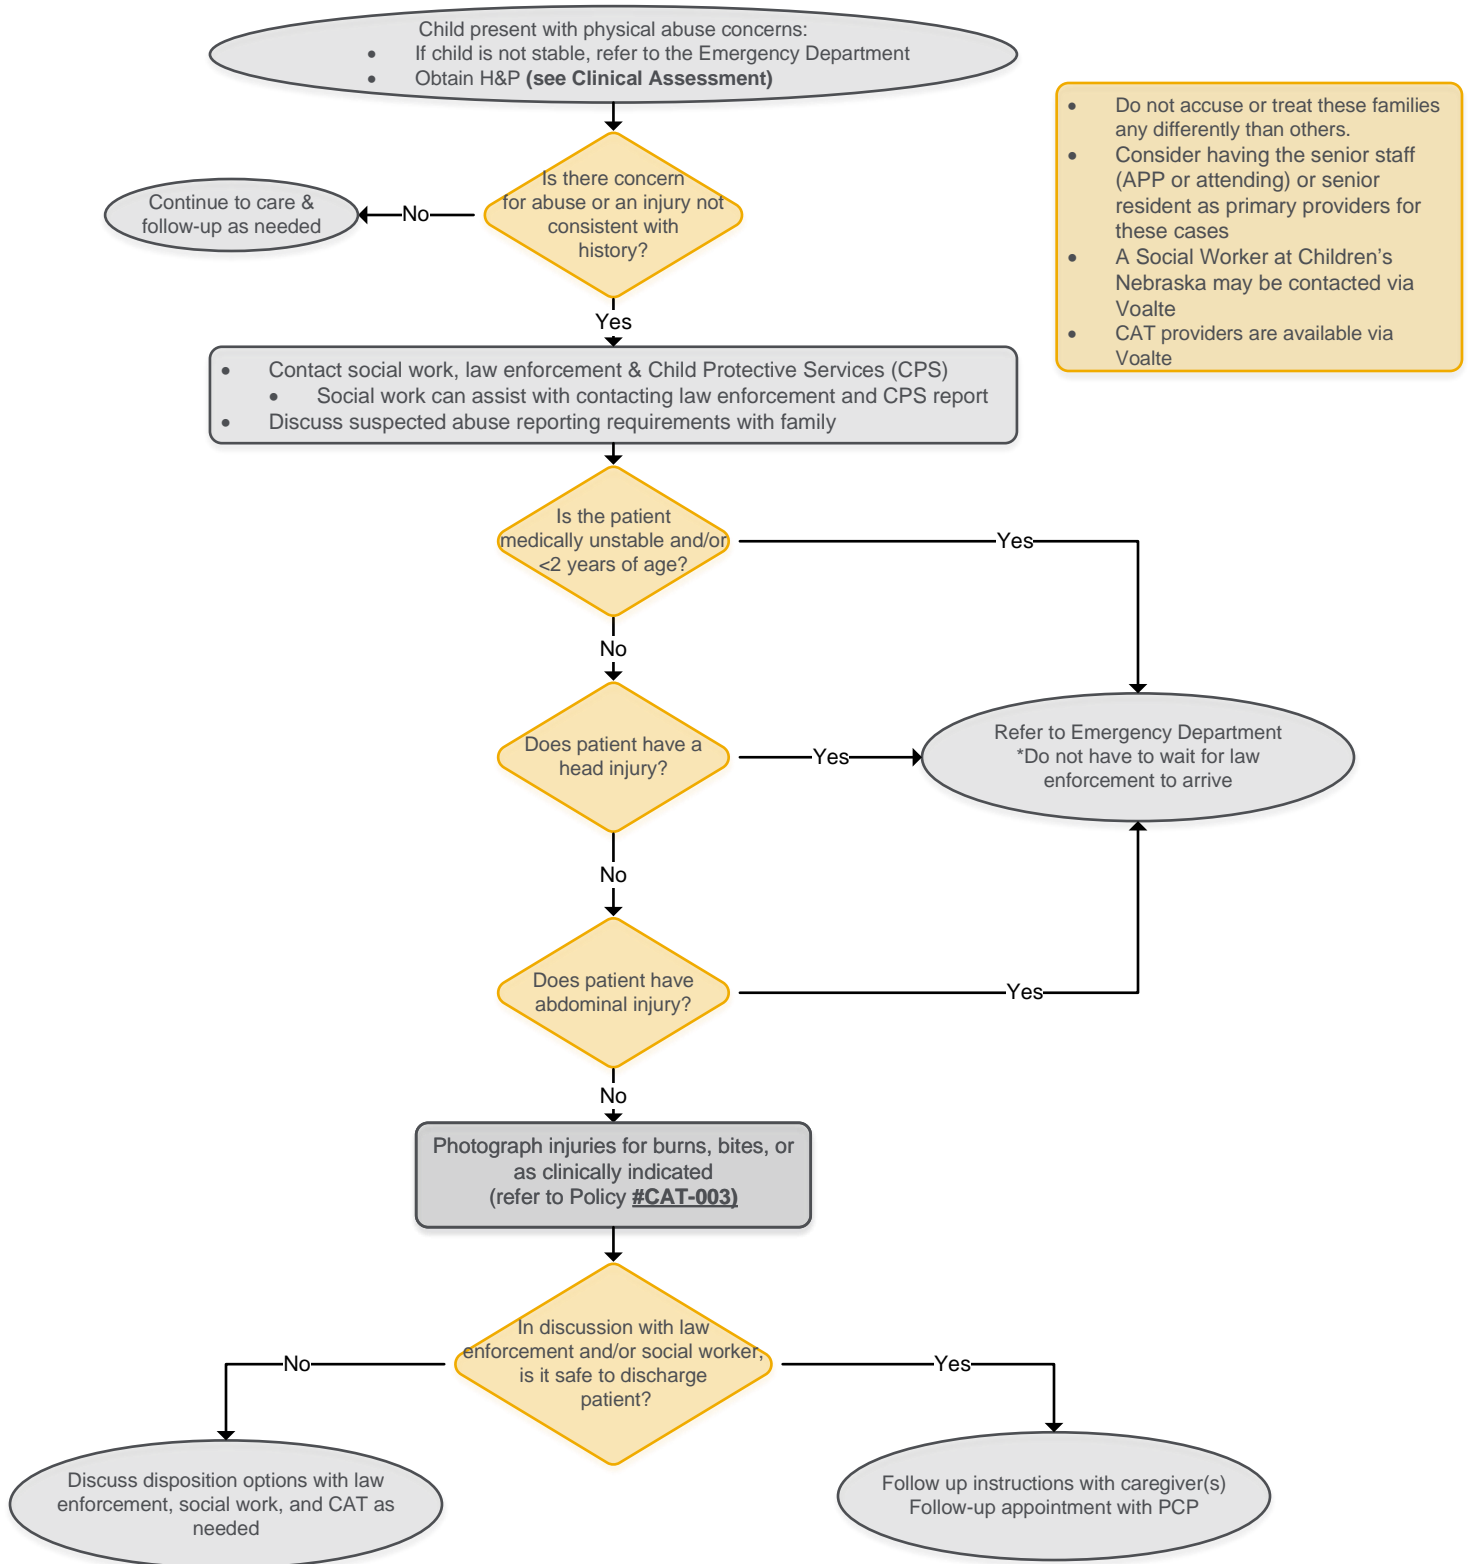 Child present with physical abuse concerns:
• If child is not stable, refer to the Emergency Department
• Obtain H&P (see Clinical Assessment)
• Do not accuse or treat these families
any differently than others.
• Consider having the senior staff
(APP or attending) or senior
resident as primary providers for
these cases
• A Social Worker at Children's
Nebraska may be contacted via
Voalte
• CAT providers are available via
Voalte
Is there concern
for abuse or an injury not
consistent with
history?
No
Continue to care &
follow-up as needed
Yes
• Contact social work, law enforcement & Child Protective Services (CPS)
• Social work can assist with contacting law enforcement and CPS report
• Discuss suspected abuse reporting requirements with family
Is the patient
medically unstable and/or
<2 years of age?
Yes
No
Does patient have a
head injury?
Yes
Refer to Emergency Department
*Do not have to wait for law
enforcement to arrive
No
Does patient have
abdominal injury?
Yes
No
Photograph injuries for burns, bites, or
as clinically indicated
(refer to Policy #CAT-003)
In discussion with law
enforcement and/or social worker,
is it safe to discharge
patient?
No
Yes
Discuss disposition options with law
enforcement, social work, and CAT as
needed
Follow up instructions with caregiver(s)
Follow-up appointment with PCP